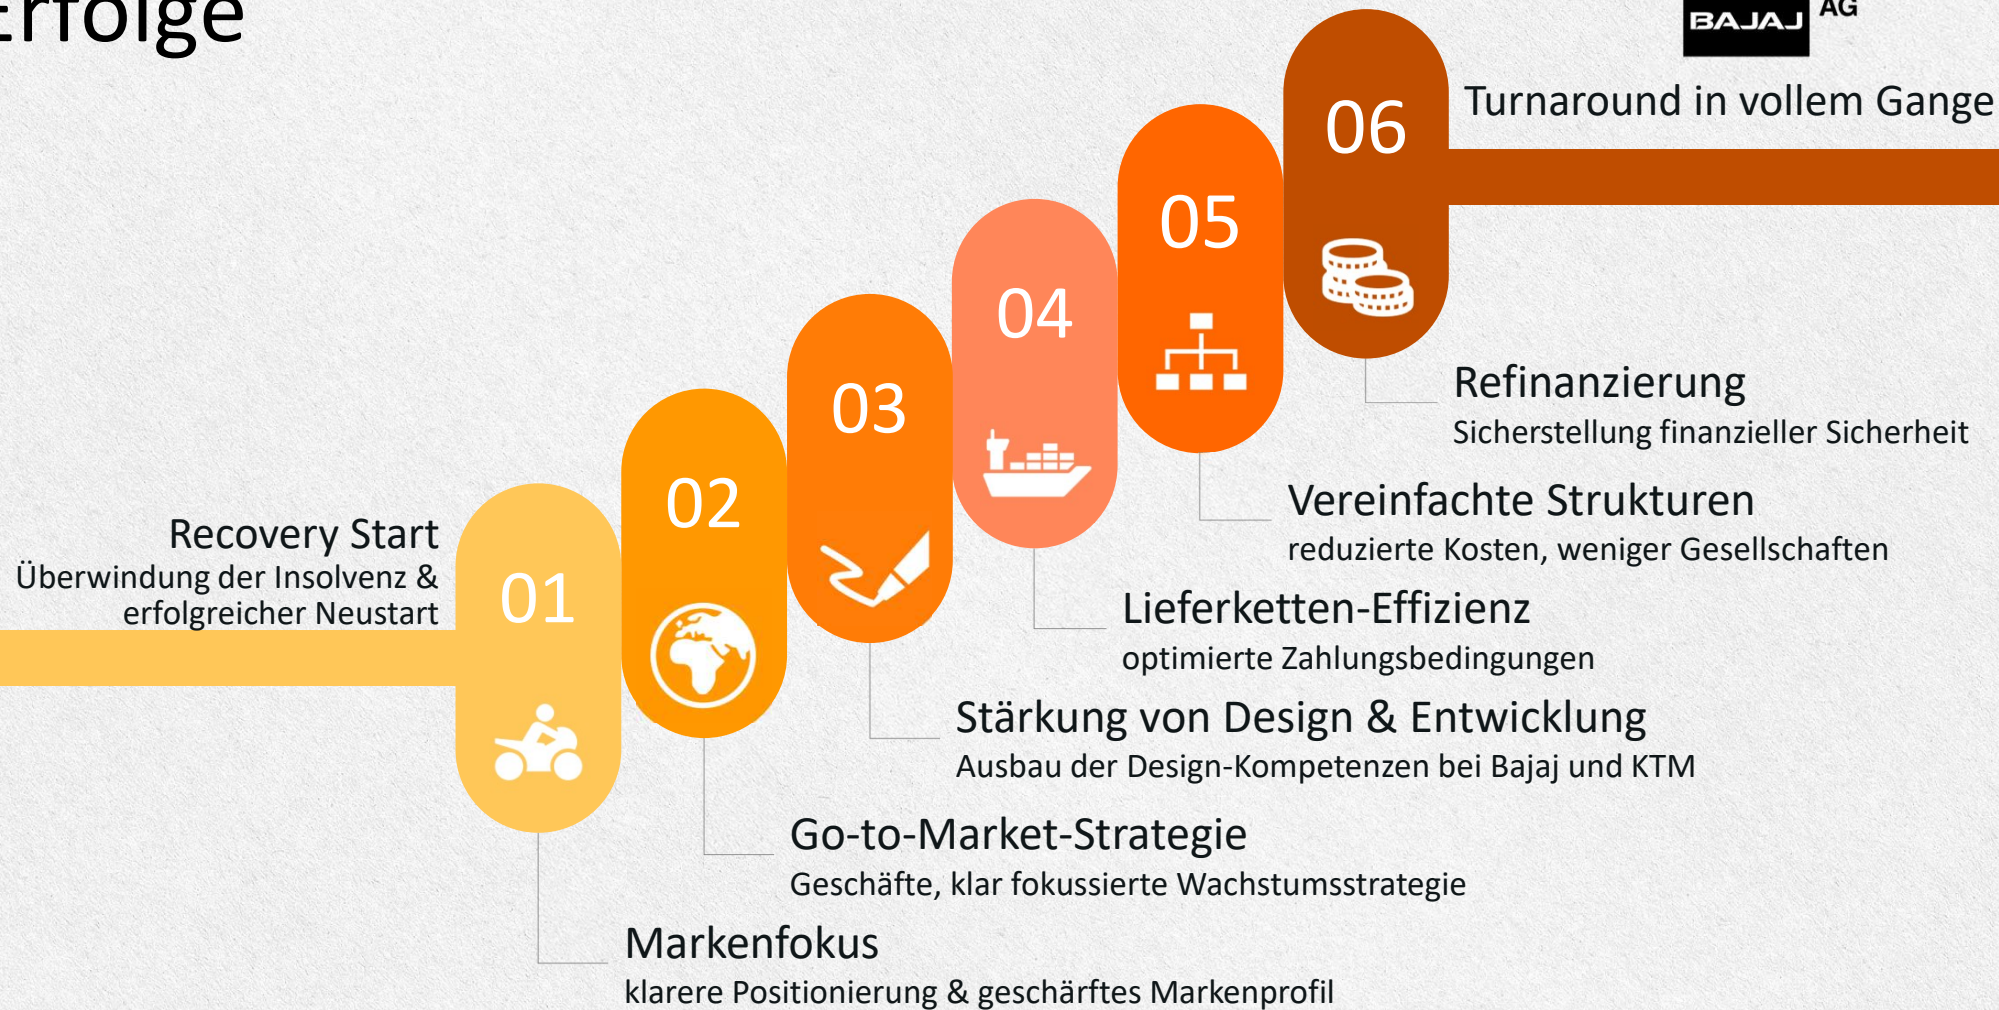 Erfolge
BAJAJ
AG
Turnaround in vollem Gange
06
05
04
03
02
01
Recovery Start
Überwindung der Insolvenz &
erfolgreicher Neustart
Refinanzierung
Sicherstellung finanzieller Sicherheit
Vereinfachte Strukturen
reduzierte Kosten, weniger Gesellschaften
Lieferketten-Effizienz
optimierte Zahlungsbedingungen
Stärkung von Design & Entwicklung
Ausbau der Design-Kompetenzen bei Bajaj und KTM
Go-to-Market-Strategie
Geschäfte, klar fokussierte Wachstumsstrategie
Markenfokus
klarere Positionierung & geschärftes Markenprofil